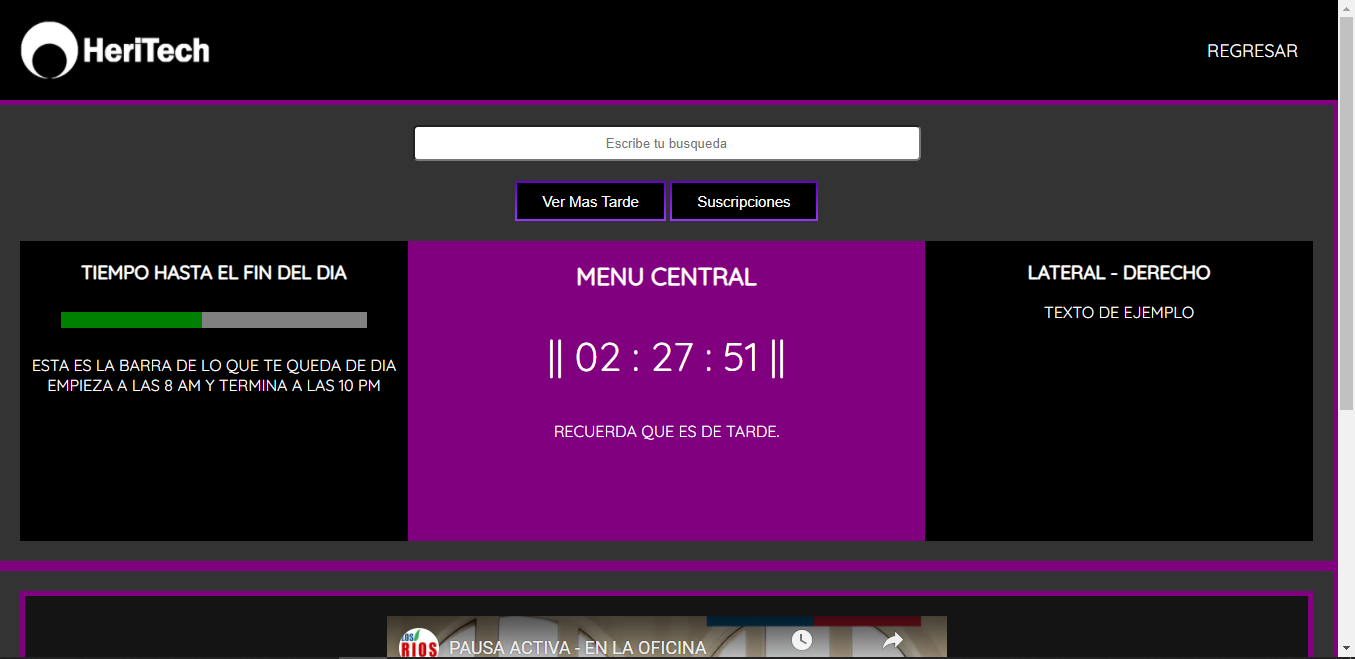 HeriTech
REGRESAR
Escribe tu busqueda
Ver Mas Tarde
Suscripciones
TIEMPO HASTA EL FIN DEL DIA
ESTA ES LA BARRA DE LO QUE TE QUEDA DE DIA
EMPIEZA A LAS 8 AM Y TERMINA A LAS 10 PM
MENU CENTRAL
|| 02 : 27 : 51 ||
RECUERDA QUE ES DE TARDE.
LATERAL - DERECHO
TEXTO DE EJEMPLO
LOS
RIOS
PAUSA ACTIVA - EN LA OFICINA